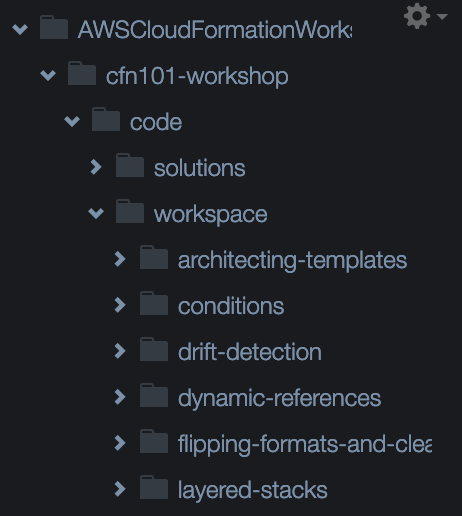 AWSCloudFormationWorks
cfn101-workshop
code
solutions
workspace
architecting-templates
conditions
drift-detection
dynamic-references
flipping-formats-and-clea
layered-stacks